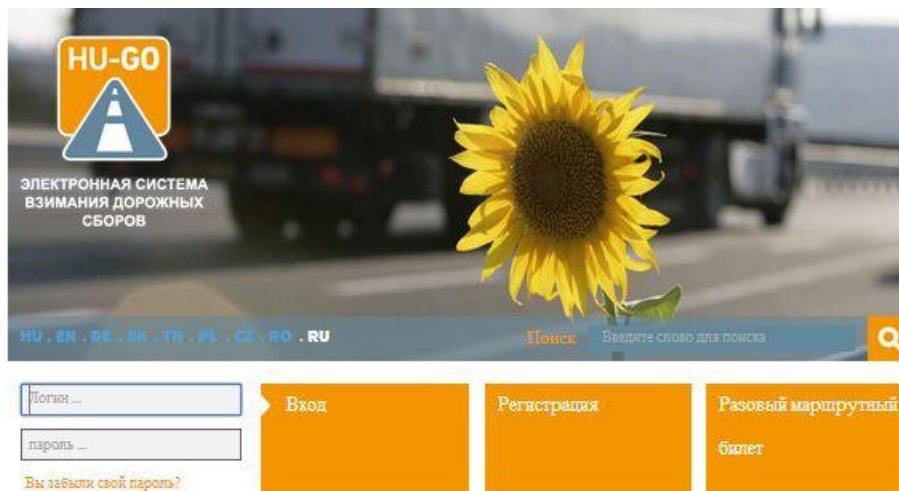 HU-GO
ЭЛЕКТРОННАЯ СИСТЕМА
ВЗИМАНИЯ ДОРОЖНЫХ
СБОРОВ
HU . EN . DE . SK . TR . PL . CZ . RO . RU
Поиск Введите слово для поиска
Логин ...
пароль ...
Вы забыли свой пароль?
Вход
Регистрация
Разовый маршрутный
билет